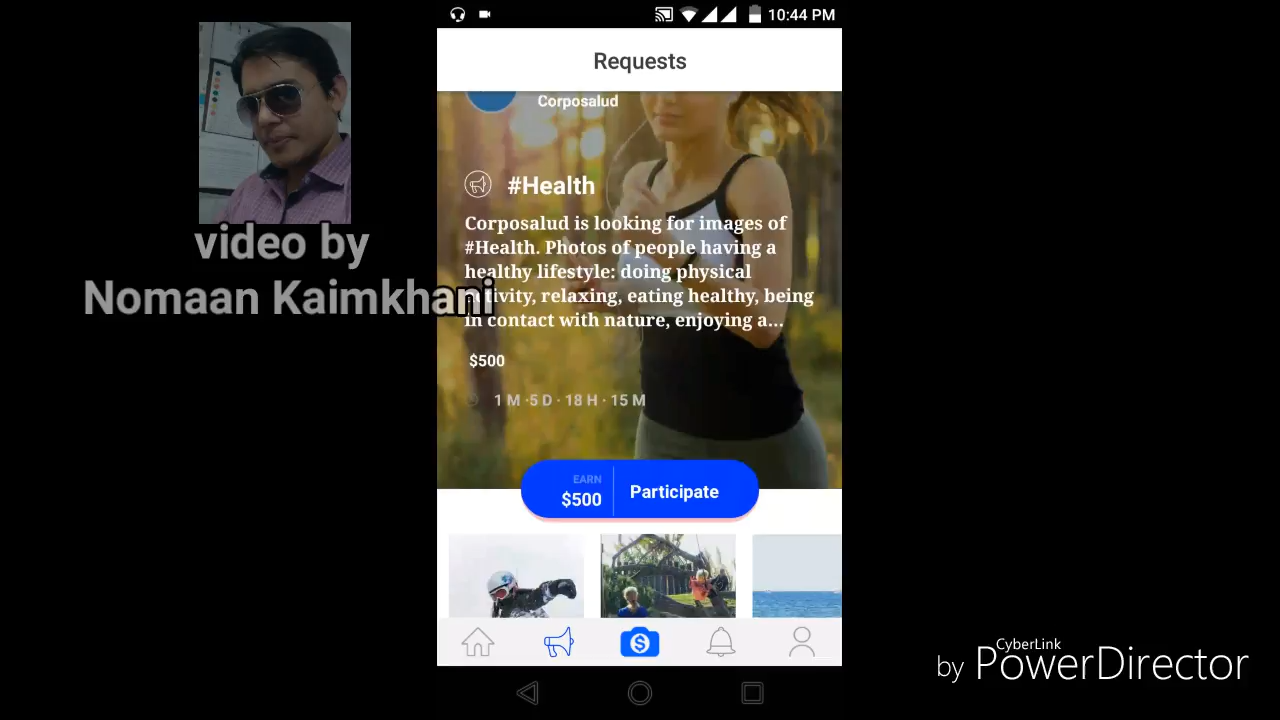 10:44 PM
Requests
Corposalud
#Health
Corposalud is looking for images of
#Health. Photos of people having a
healthy lifestyle: doing physical
activity, relaxing, eating healthy, being
in contact with nature, enjoying a...
$500
1 M · 5 D · 18 H · 15 M
EARN
$500
Participate
video by
Nomaan Kaimkhani
CyberLink
by PowerDirector